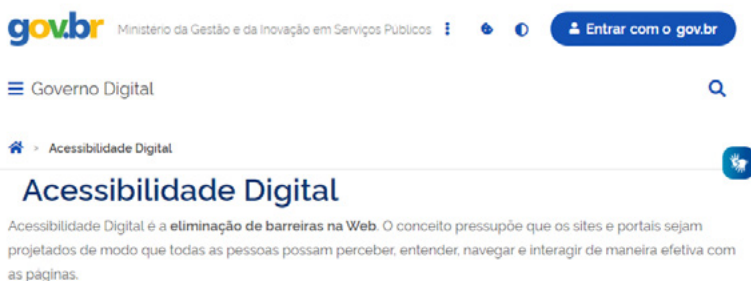 gov.br Ministério da Gestão e da Inovação em Serviços Públicos Entrar com o gov.br
Governo Digital
> Acessibilidade Digital
Acessibilidade Digital
Acessibilidade Digital é a eliminação de barreiras na Web. O conceito pressupõe que os sites e portais sejam
projetados de modo que todas as pessoas possam perceber, entender, navegar e interagir de maneira efetiva com
as páginas.